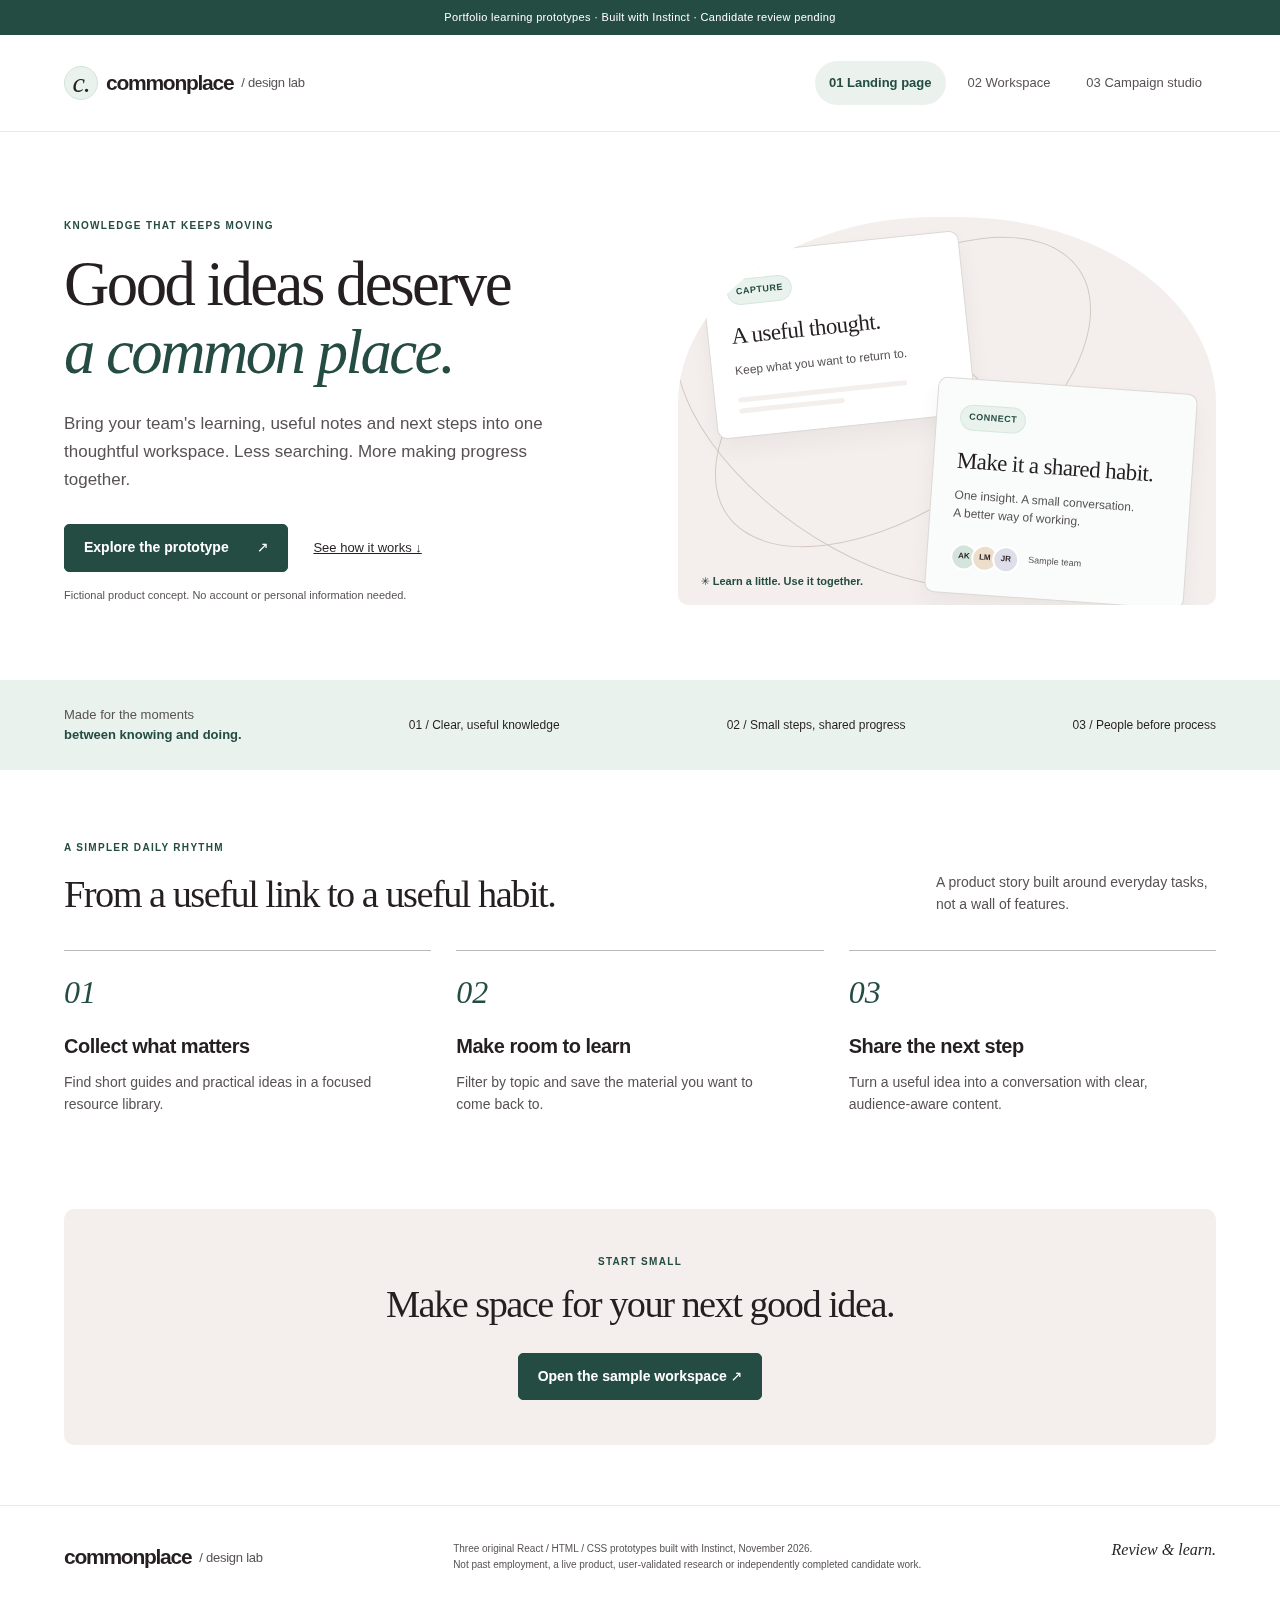 Portfolio learning prototypes · Built with Instinct · Candidate review pending
c. commonplace / design lab
01 Landing page
02 Workspace
03 Campaign studio
KNOWLEDGE THAT KEEPS MOVING
Good ideas deserve
a common place.
Bring your team's learning, useful notes and next steps into one
thoughtful workspace. Less searching. More making progress
together.
Explore the prototype ↗
See how it works ↓
Fictional product concept. No account or personal information needed.
CAPTURE
A useful thought.
Keep what you want to return to.
CONNECT
Make it a shared habit.
One insight. A small conversation.
A better way of working.
AK LM JR Sample team
✳ Learn a little. Use it together.
Made for the moments
between knowing and doing.
01 / Clear, useful knowledge
02 / Small steps, shared progress
03 / People before process
A SIMPLER DAILY RHYTHM
From a useful link to a useful habit.
A product story built around everyday tasks,
not a wall of features.
01
Collect what matters
Find short guides and practical ideas in a focused
resource library.
02
Make room to learn
Filter by topic and save the material you want to
come back to.
03
Share the next step
Turn a useful idea into a conversation with clear,
audience-aware content.
START SMALL
Make space for your next good idea.
Open the sample workspace ↗
commonplace / design lab
Three original React / HTML / CSS prototypes built with Instinct, November 2026.
Not past employment, a live product, user-validated research or independently completed candidate work.
Review & learn.